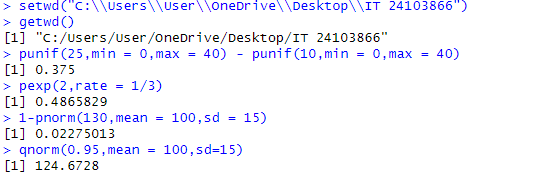 > setwd("C:\\Users\\User\\OneDrive\\Desktop\\IT 24103866")
> getwd()
[1] "C:/Users/User/OneDrive/Desktop/IT 24103866"
> punif(25,min = 0,max = 40) - punif(10,min = 0,max = 40)
[1] 0.375
> pexp(2,rate = 1/3)
[1] 0.4865829
> 1-pnorm(130,mean = 100,sd = 15)
[1] 0.02275013
> qnorm(0.95,mean = 100,sd=15)
[1] 124.6728